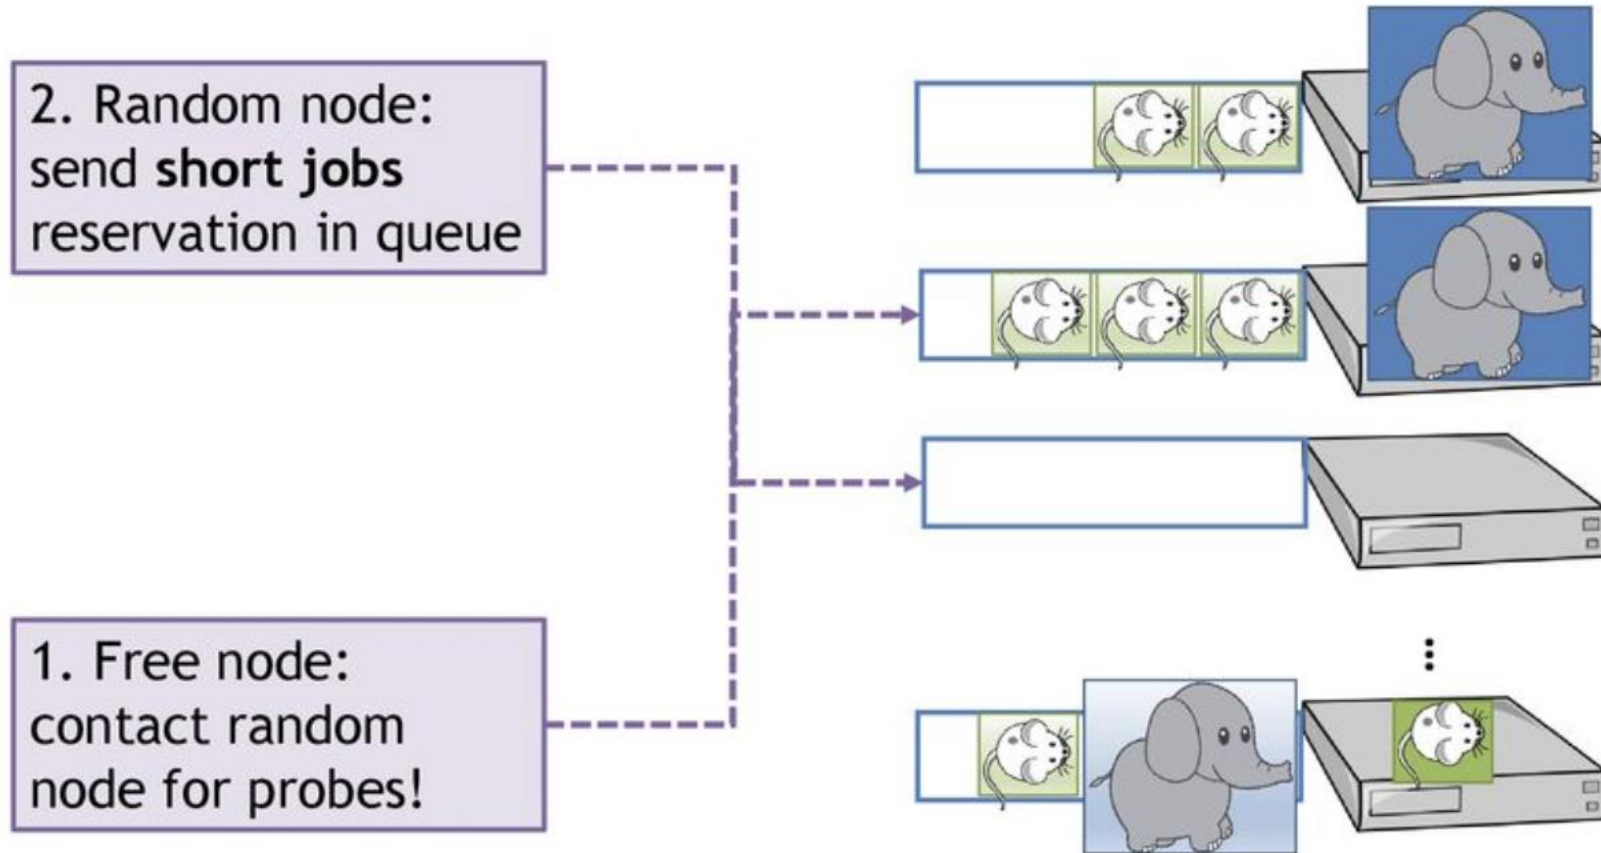 2. Random node:
send short jobs
reservation in queue
1. Free node:
contact random
node for probes!